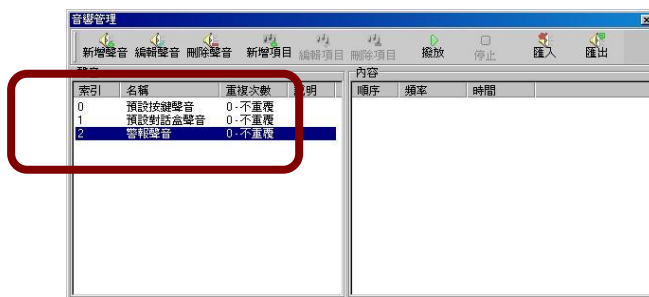 音響管理
新增聲音 編輯聲音 刪除聲音 新增項目 編輯項目 刪除項目 撥放 停止 匯入 匯出
聲音 內容
索引 名稱 重複次數 說明 順序 頻率 時間
0 預設按鍵聲音 0 - 不重覆
1 預設對話盒聲音 0 - 不重覆
2 警報聲音 0 - 不重覆